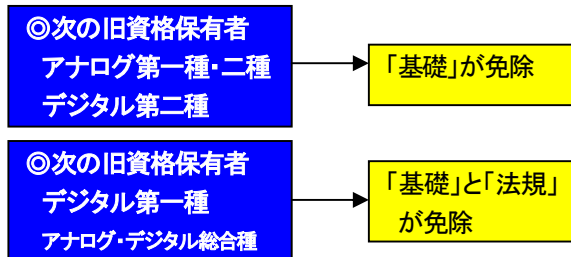 ◎次の旧資格保有者
アナログ第一種・二種
デジタル第二種
「基礎」が免除
◎次の旧資格保有者
デジタル第一種
アナログ・デジタル総合種
「基礎」と「法規」
が免除